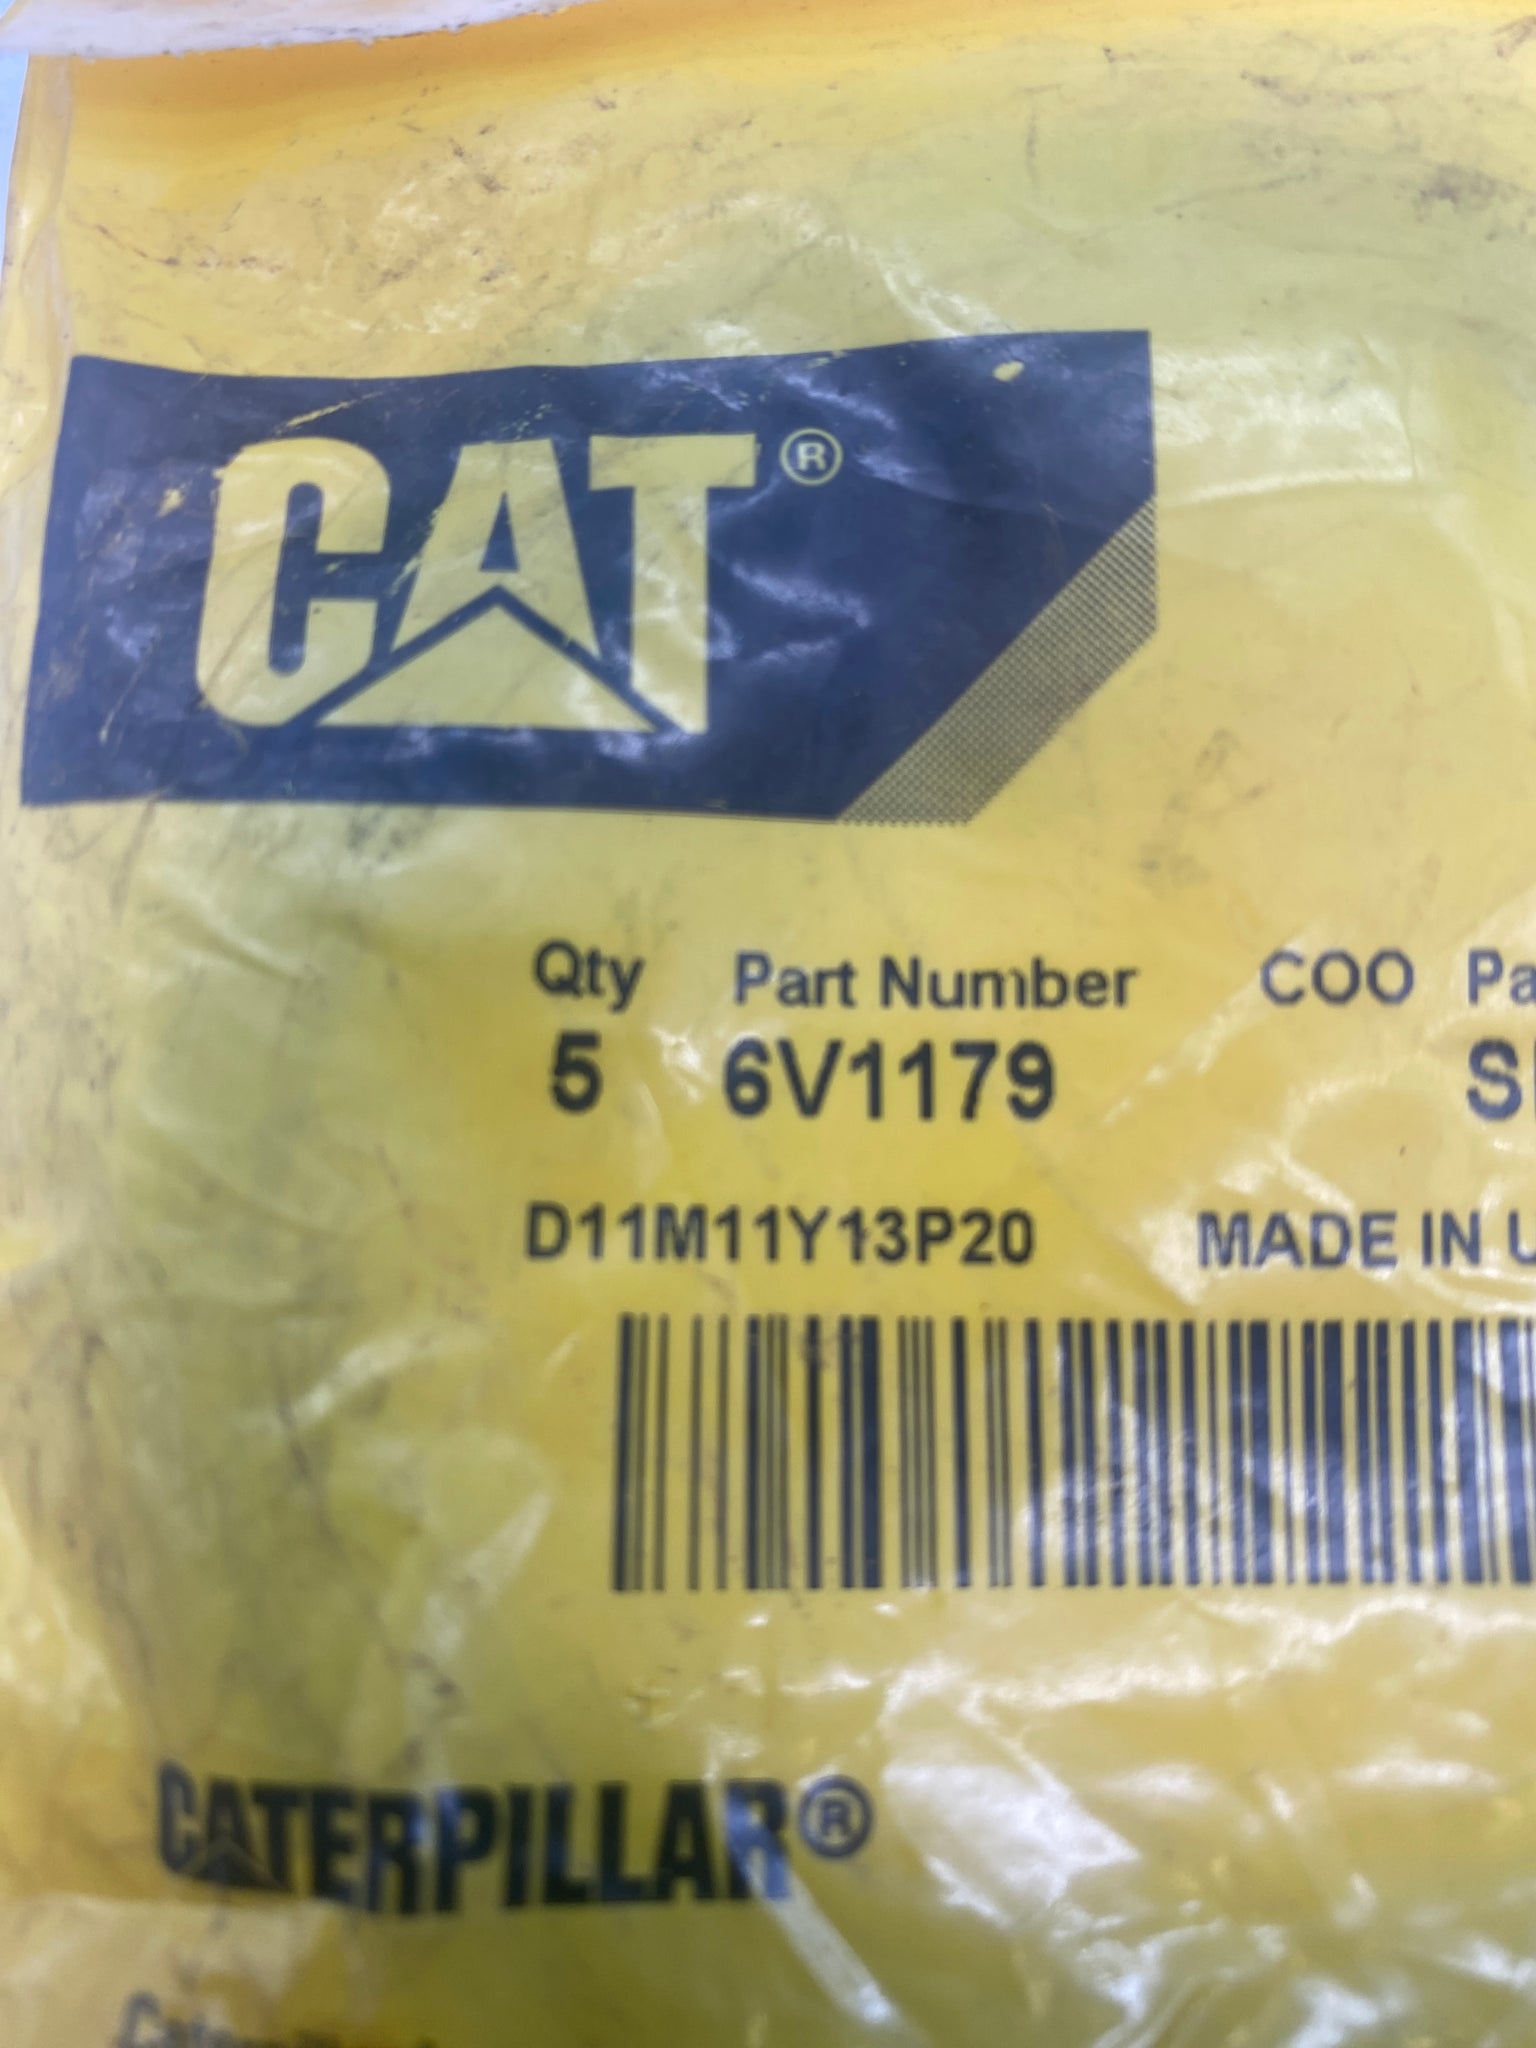 CAT®
Qty Part Number COO
5 6V1179
D11M11Y13P20 MADE IN
CATERPILLAR®